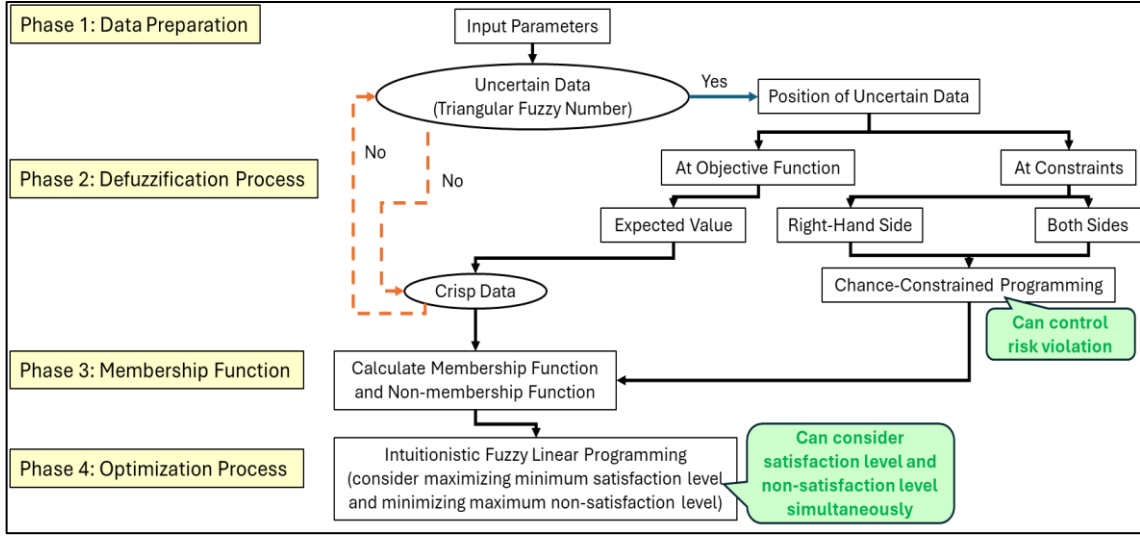 Phase 1: Data Preparation
Input Parameters
Uncertain Data
(Triangular Fuzzy Number)
Yes
Position of Uncertain Data
No
No
Phase 2: Defuzzification Process
At Objective Function
At Constraints
Expected Value
Right-Hand Side
Both Sides
Crisp Data
Chance-Constrained Programming
Can control
risk violation
Phase 3: Membership Function
Calculate Membership Function
and Non-membership Function
Phase 4: Optimization Process
Intuitionistic Fuzzy Linear Programming
(consider maximizing minimum satisfaction level
and minimizing maximum non-satisfaction level)
Can consider
satisfaction level and
non-satisfaction level
simultaneously